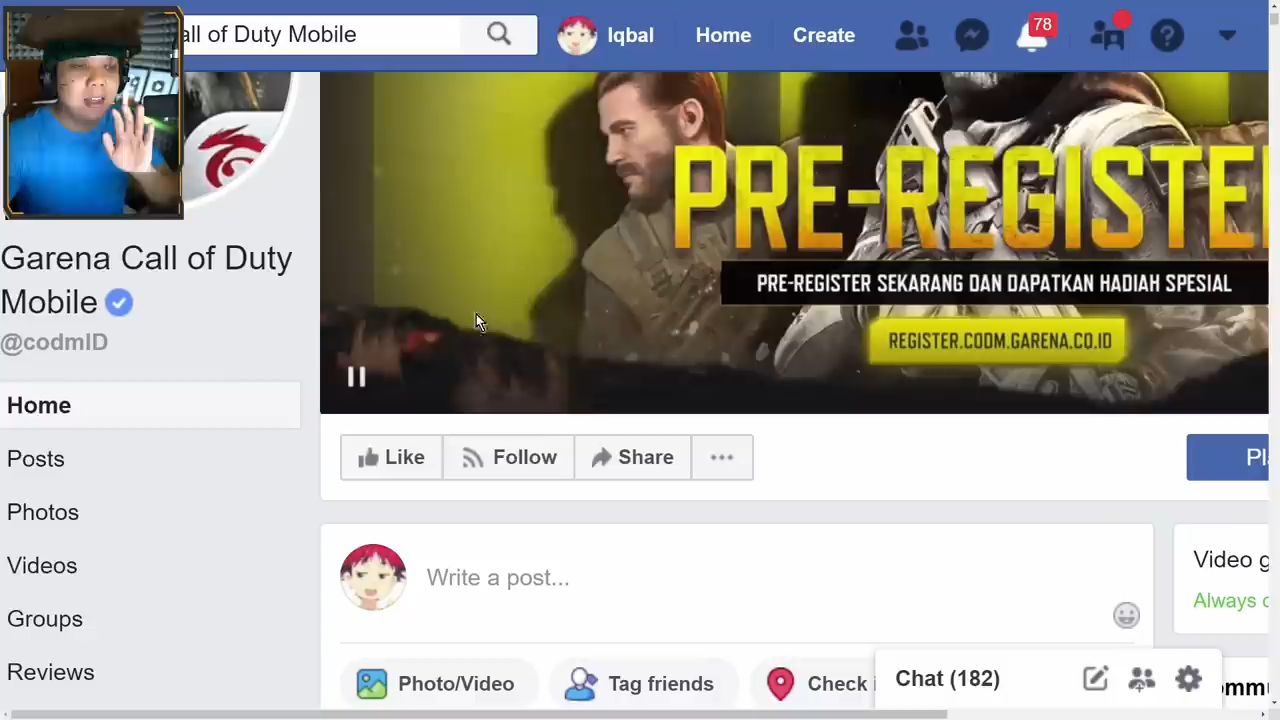 all of Duty Mobile
Iqbal
Home
Create
78
Garena Call of Duty
Mobile
@codmID
PRE-REGISTE
PRE-REGISTER SEKARANG DAN DAPATKAN HADIAH SPESIAL
REGISTER.CODM.GARENA.CO.ID
Home
Posts
Photos
Videos
Groups
Reviews
Like
Follow
Share
Write a post...
Photo/Video
Tag friends
Check i
Video g
Always o
Chat (182)